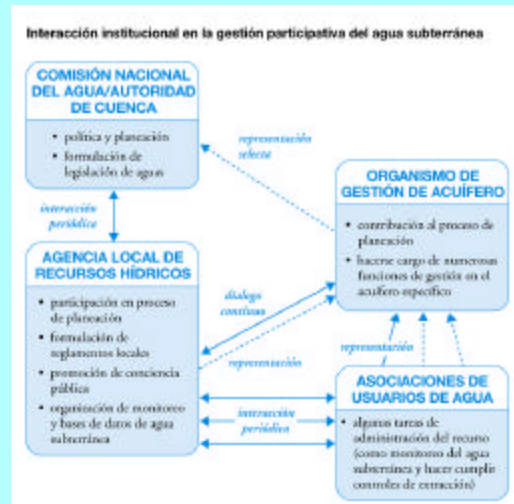 Interacción institucional en la gestión participativa del agua subterránea
COMISIÓN NACIONAL
DEL AGUA/AUTORIDAD
DE CUENCA
• política y planeación
• formulación de
legislación de aguas
representación
selecta
interacción
periódica
ORGANISMO DE
GESTIÓN DE ACUÍFERO
• contribución al proceso de
planeación
• hacerse cargo de numerosas
funciones de gestión en el
acuífero específico
AGENCIA LOCAL DE
RECURSOS HÍDRICOS
• participación en proceso
de planeación
• formulación de
reglamentos locales
• promoción de conciencia
pública
• organización de monitoreo
y bases de datos de agua
subterránea
diálogo
continuo
representación
representación
interacción
periódica
ASOCIACIONES DE
USUARIOS DE AGUA
• algunas tareas de
administración del recurso
(como monitoreo del agua
subterránea y hacer cumplir
controles de extracción)